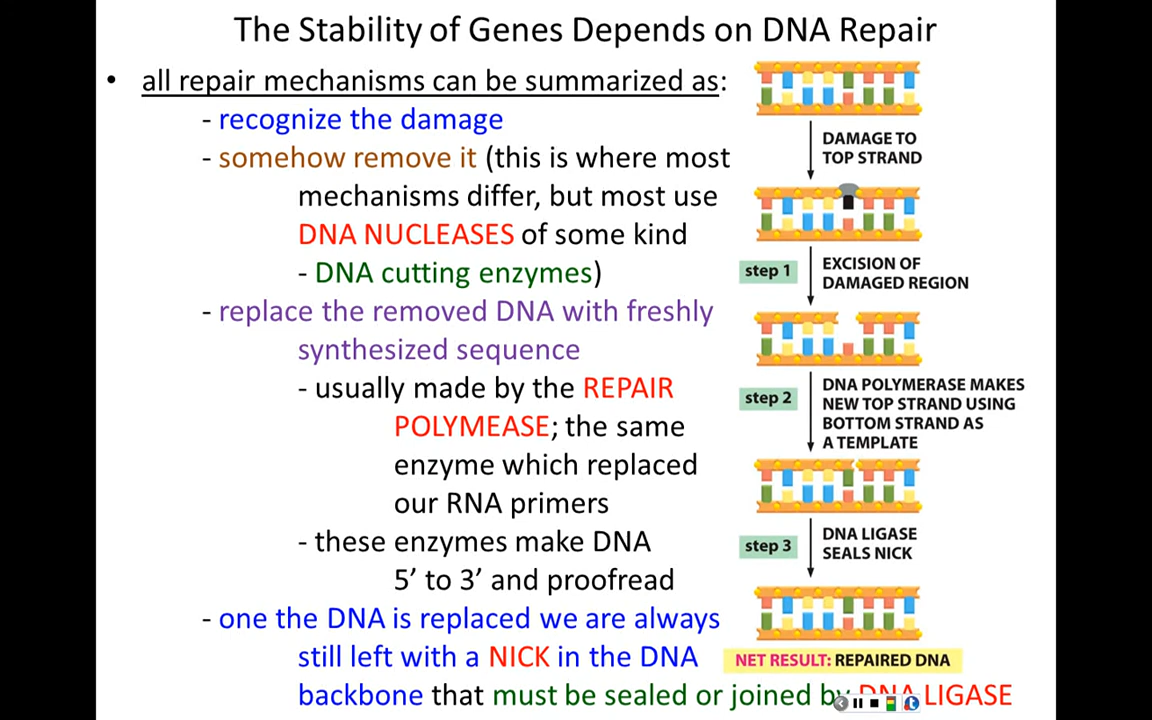 The Stability of Genes Depends on DNA Repair
• all repair mechanisms can be summarized as:
- recognize the damage
- somehow remove it (this is where most
mechanisms differ, but most use
DNA NUCLEASES of some kind
- DNA cutting enzymes)
- replace the removed DNA with freshly
synthesized sequence
- usually made by the REPAIR
POLYMEASE; the same
enzyme which replaced
our RNA primers
- these enzymes make DNA
5’ to 3’ and proofread
- one the DNA is replaced we are always
still left with a NICK in the DNA
backbone that must be sealed or joined by DNA LIGASE
DAMAGE TO
TOP STRAND
step 1
EXCISION OF
DAMAGED REGION
step 2
DNA POLYMERASE MAKES
NEW TOP STRAND USING
BOTTOM STRAND AS
A TEMPLATE
step 3
DNA LIGASE
SEALS NICK
NET RESULT: REPAIRED DNA